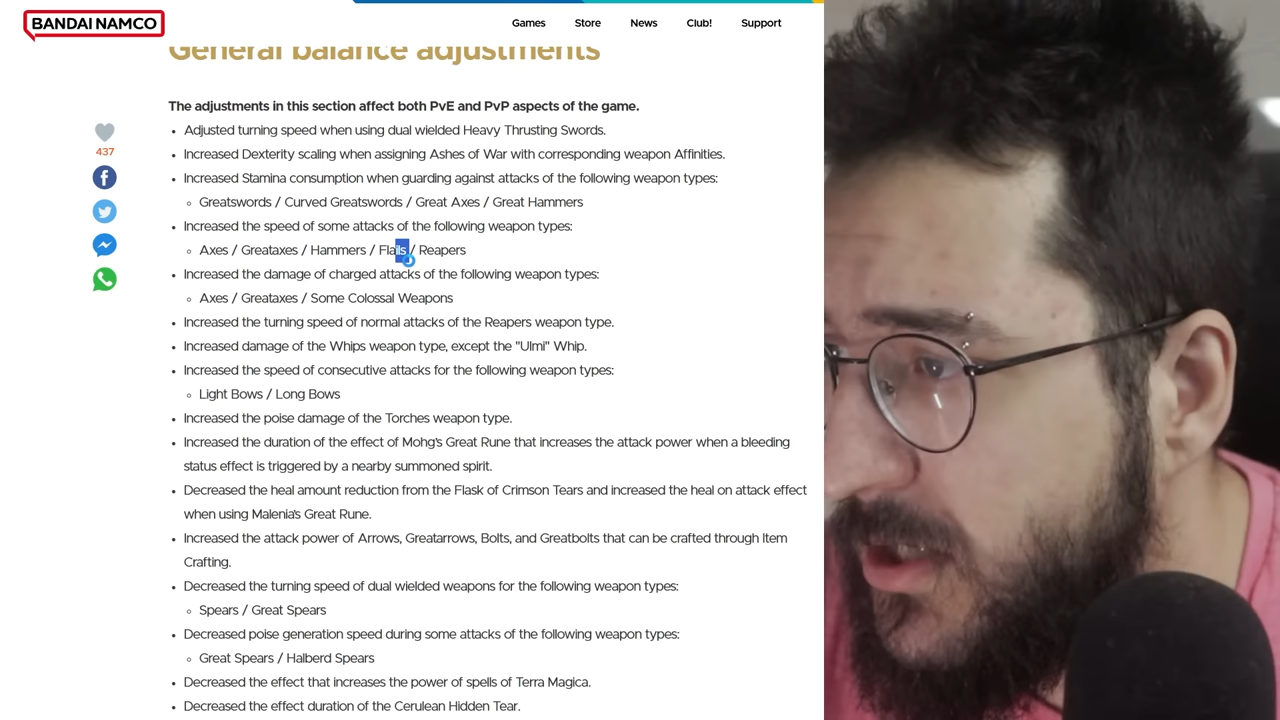 BANDAI NAMCO
Games Store News Club! Support
General balance adjustments
The adjustments in this section affect both PvE and PvP aspects of the game.
437
• Adjusted turning speed when using dual wielded Heavy Thrusting Swords.
• Increased Dexterity scaling when assigning Ashes of War with corresponding weapon Affinities.
• Increased Stamina consumption when guarding against attacks of the following weapon types:
◦ Greatswords / Curved Greatswords / Great Axes / Great Hammers
• Increased the speed of some attacks of the following weapon types:
◦ Axes / Greataxes / Hammers / Flails / Reapers
• Increased the damage of charged attacks of the following weapon types:
◦ Axes / Greataxes / Some Colossal Weapons
• Increased the turning speed of normal attacks of the Reapers weapon type.
• Increased damage of the Whips weapon type, except the "Ulmi" Whip.
• Increased the speed of consecutive attacks for the following weapon types:
◦ Light Bows / Long Bows
• Increased the poise damage of the Torches weapon type.
• Increased the duration of the effect of Mohg's Great Rune that increases the attack power when a bleeding
status effect is triggered by a nearby summoned spirit.
• Decreased the heal amount reduction from the Flask of Crimson Tears and increased the heal on attack effect
when using Malenia's Great Rune.
• Increased the attack power of Arrows, Greatarrows, Bolts, and Greatbolts that can be crafted through Item
Crafting.
• Decreased the turning speed of dual wielded weapons for the following weapon types:
◦ Spears / Great Spears
• Decreased poise generation speed during some attacks of the following weapon types:
◦ Great Spears / Halberd Spears
• Decreased the effect that increases the power of spells of Terra Magica.
• Decreased the effect duration of the Cerulean Hidden Tear.